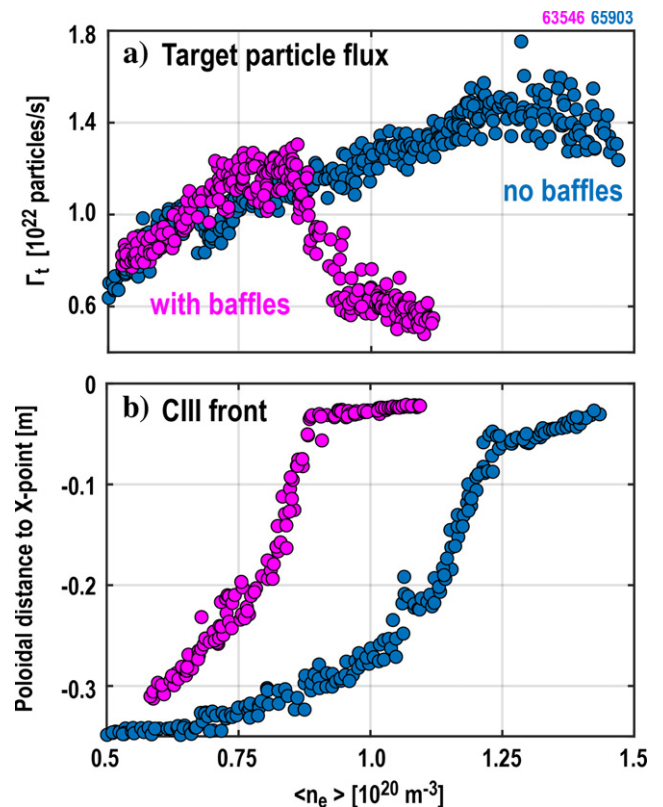 63546 65903
a) Target particle flux
1.8
1.4
1.0
0.6
Γt [10²² particles/s]
no baffles
with baffles
b) CIII front
0
-0.1
-0.2
-0.3
Poloidal distance to X-point [m]
0.5 0.75 1.0 1.25 1.5
<ne> [10²⁰ m⁻³]